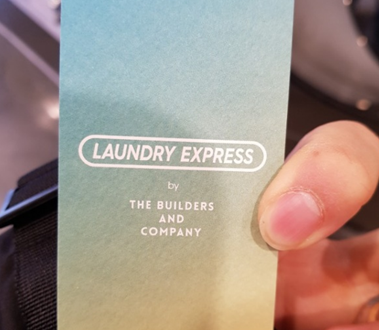 LAUNDRY EXPRESS
by
THE BUILDERS
AND
COMPANY